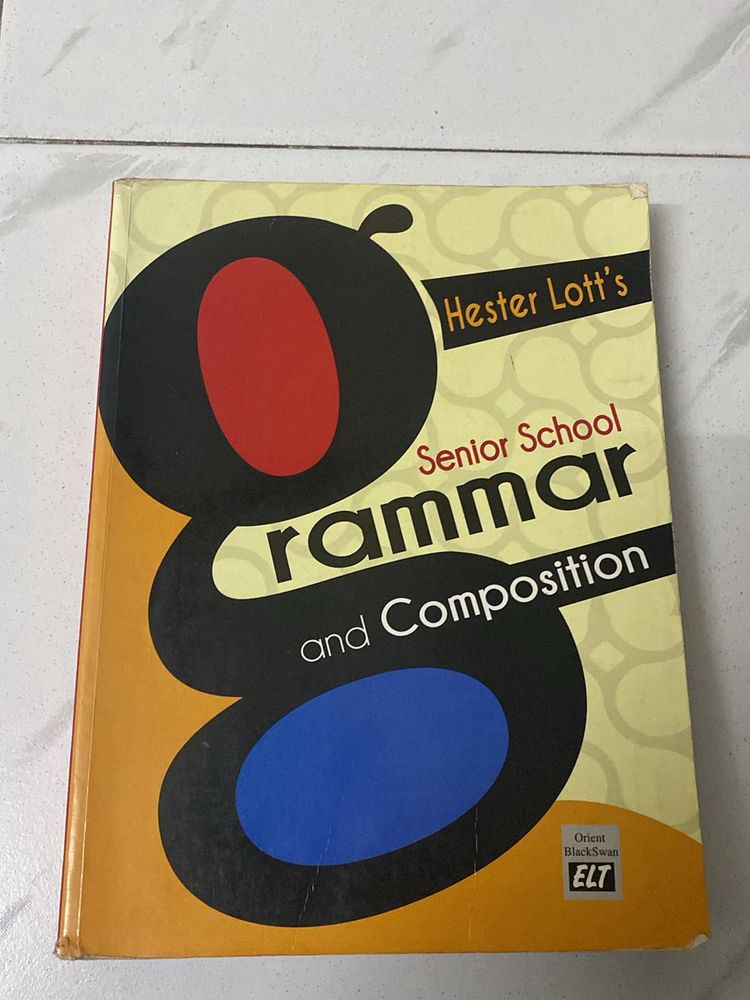 Hester Lott's
Senior School
grammar
and Composition
Orient
BlackSwan
ELT